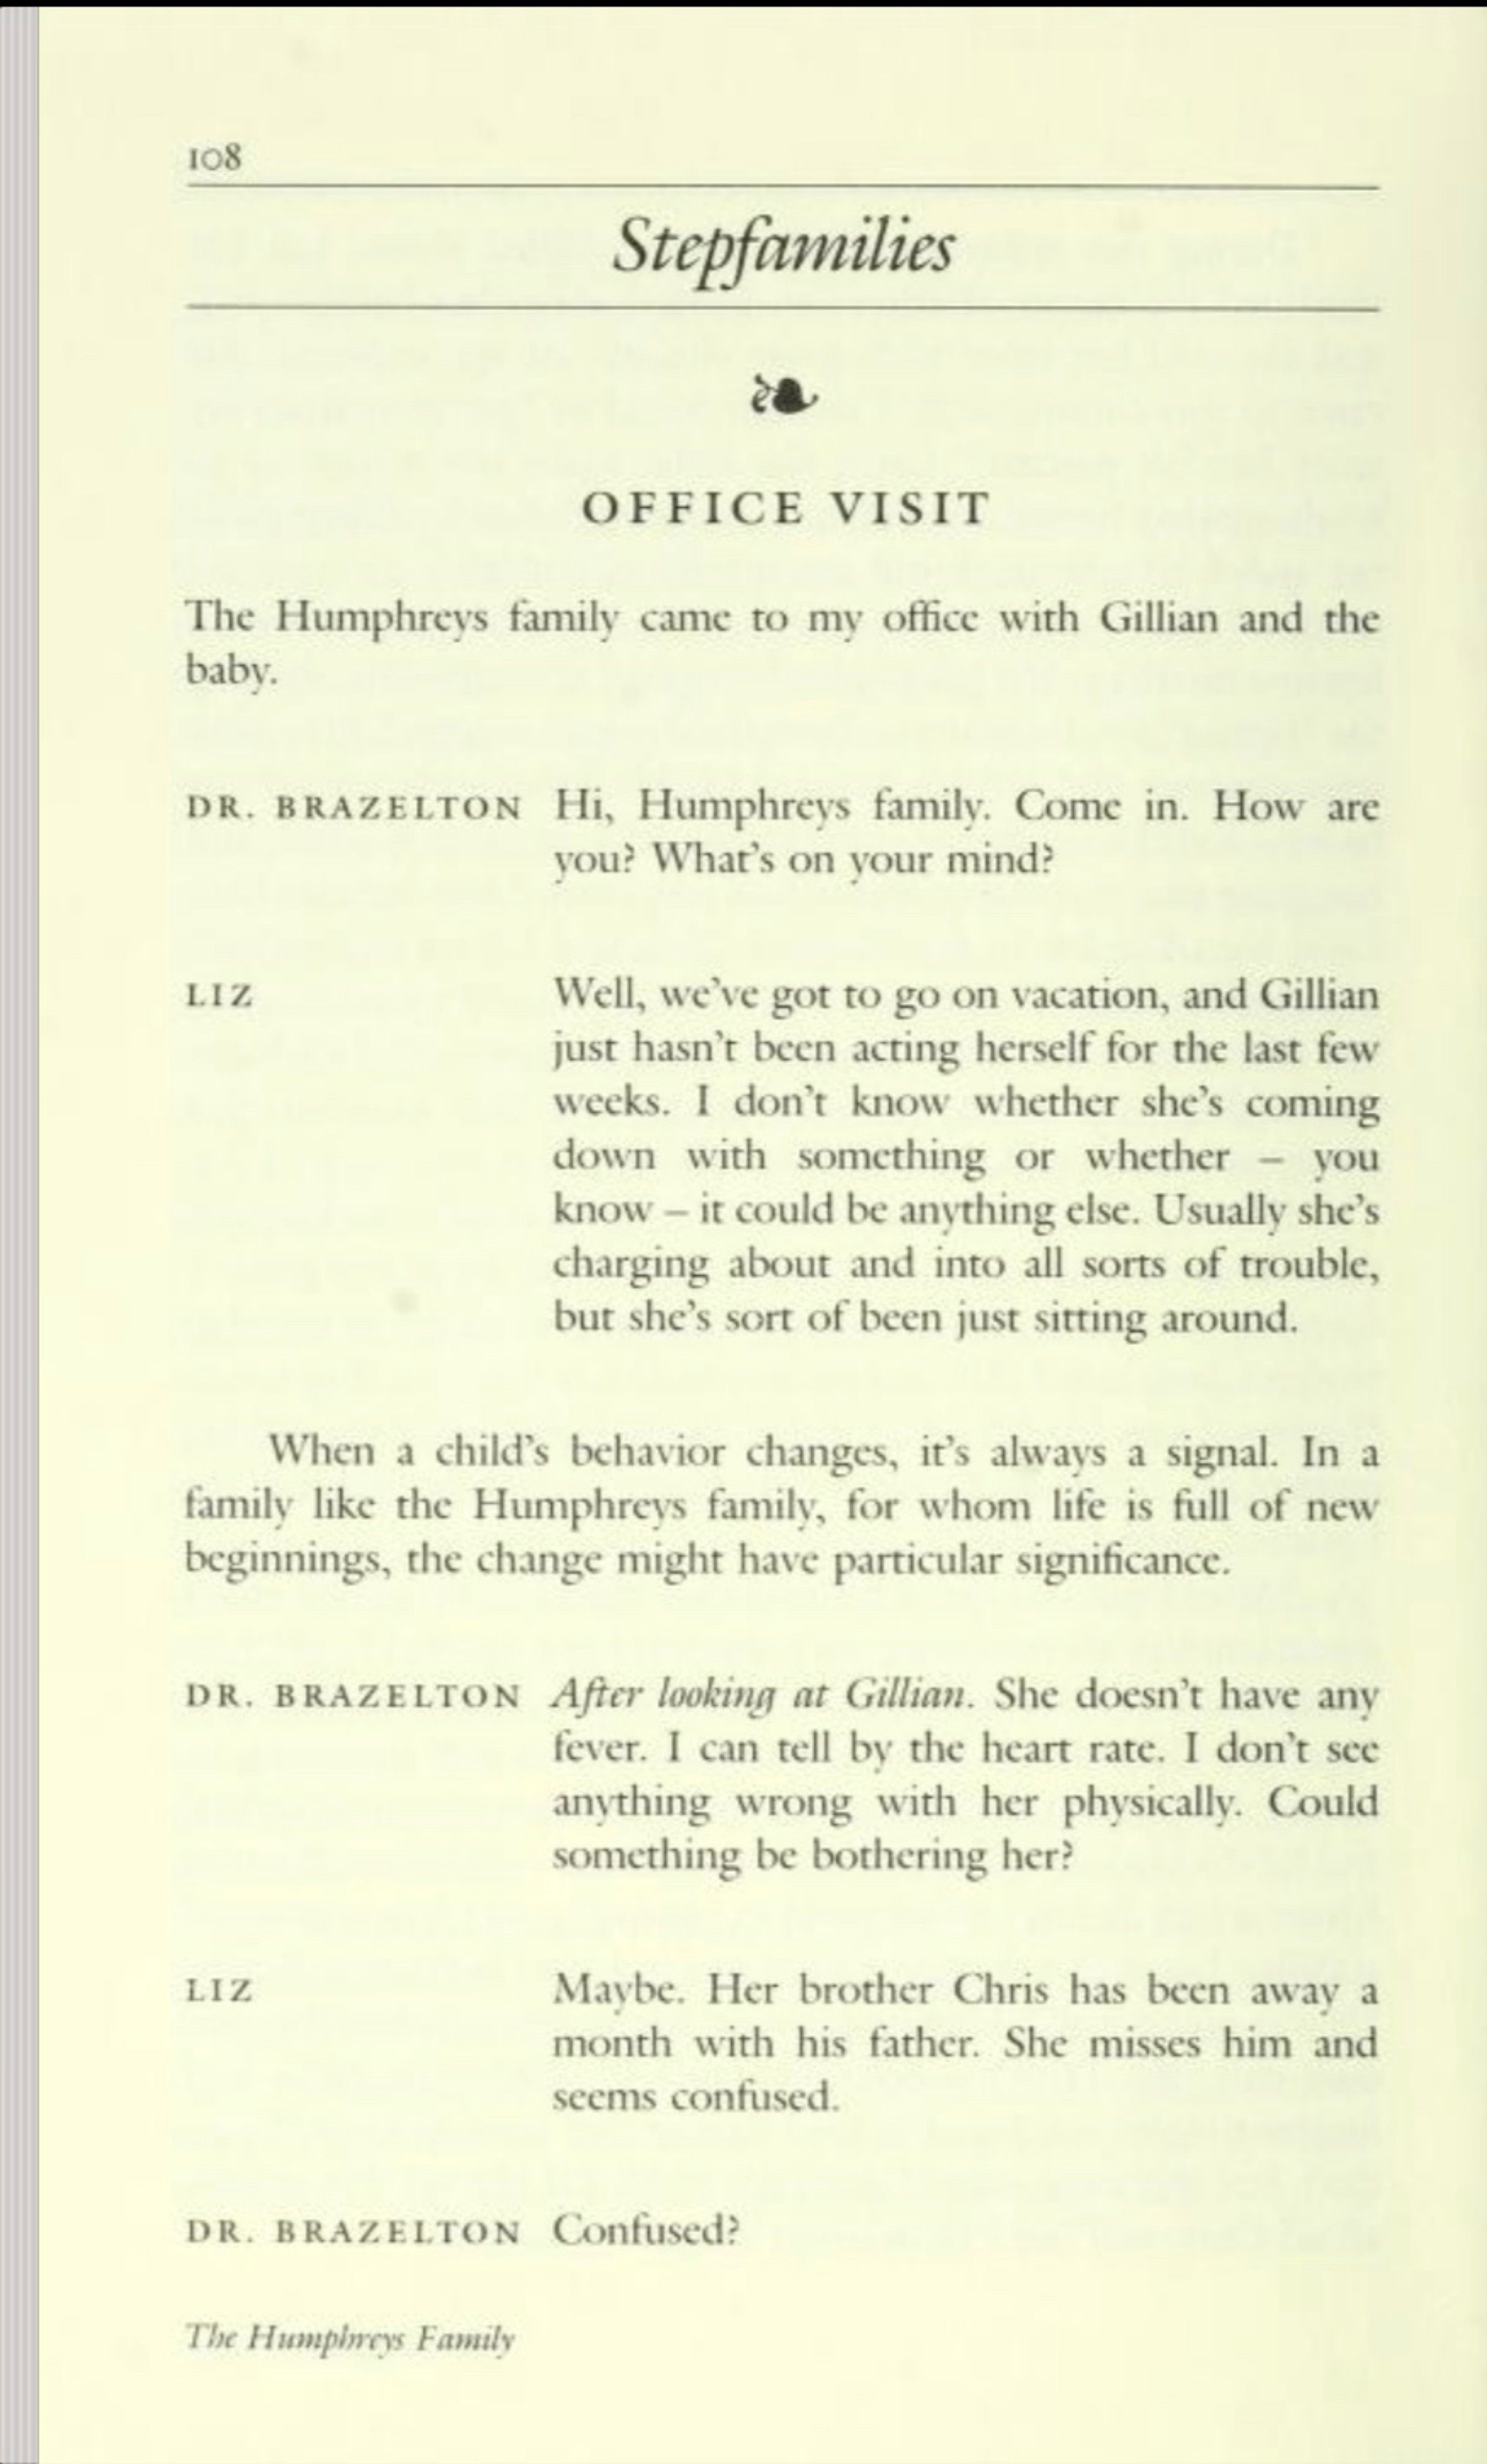 108
Stepfamilies
OFFICE VISIT
The Humphreys family came to my office with Gillian and the
baby.
DR. BRAZELTON Hi, Humphreys family. Come in. How are
you? What's on your mind?
LIZ Well, we've got to go on vacation, and Gillian
just hasn't been acting herself for the last few
weeks. I don't know whether she's coming
down with something or whether – you
know – it could be anything else. Usually she's
charging about and into all sorts of trouble,
but she's sort of been just sitting around.
When a child's behavior changes, it's always a signal. In a
family like the Humphreys family, for whom life is full of new
beginnings, the change might have particular significance.
DR. BRAZELTON After looking at Gillian. She doesn't have any
fever. I can tell by the heart rate. I don't see
anything wrong with her physically. Could
something be bothering her?
LIZ Maybe. Her brother Chris has been away a
month with his father. She misses him and
seems confused.
DR. BRAZELTON Confused?
The Humphreys Family